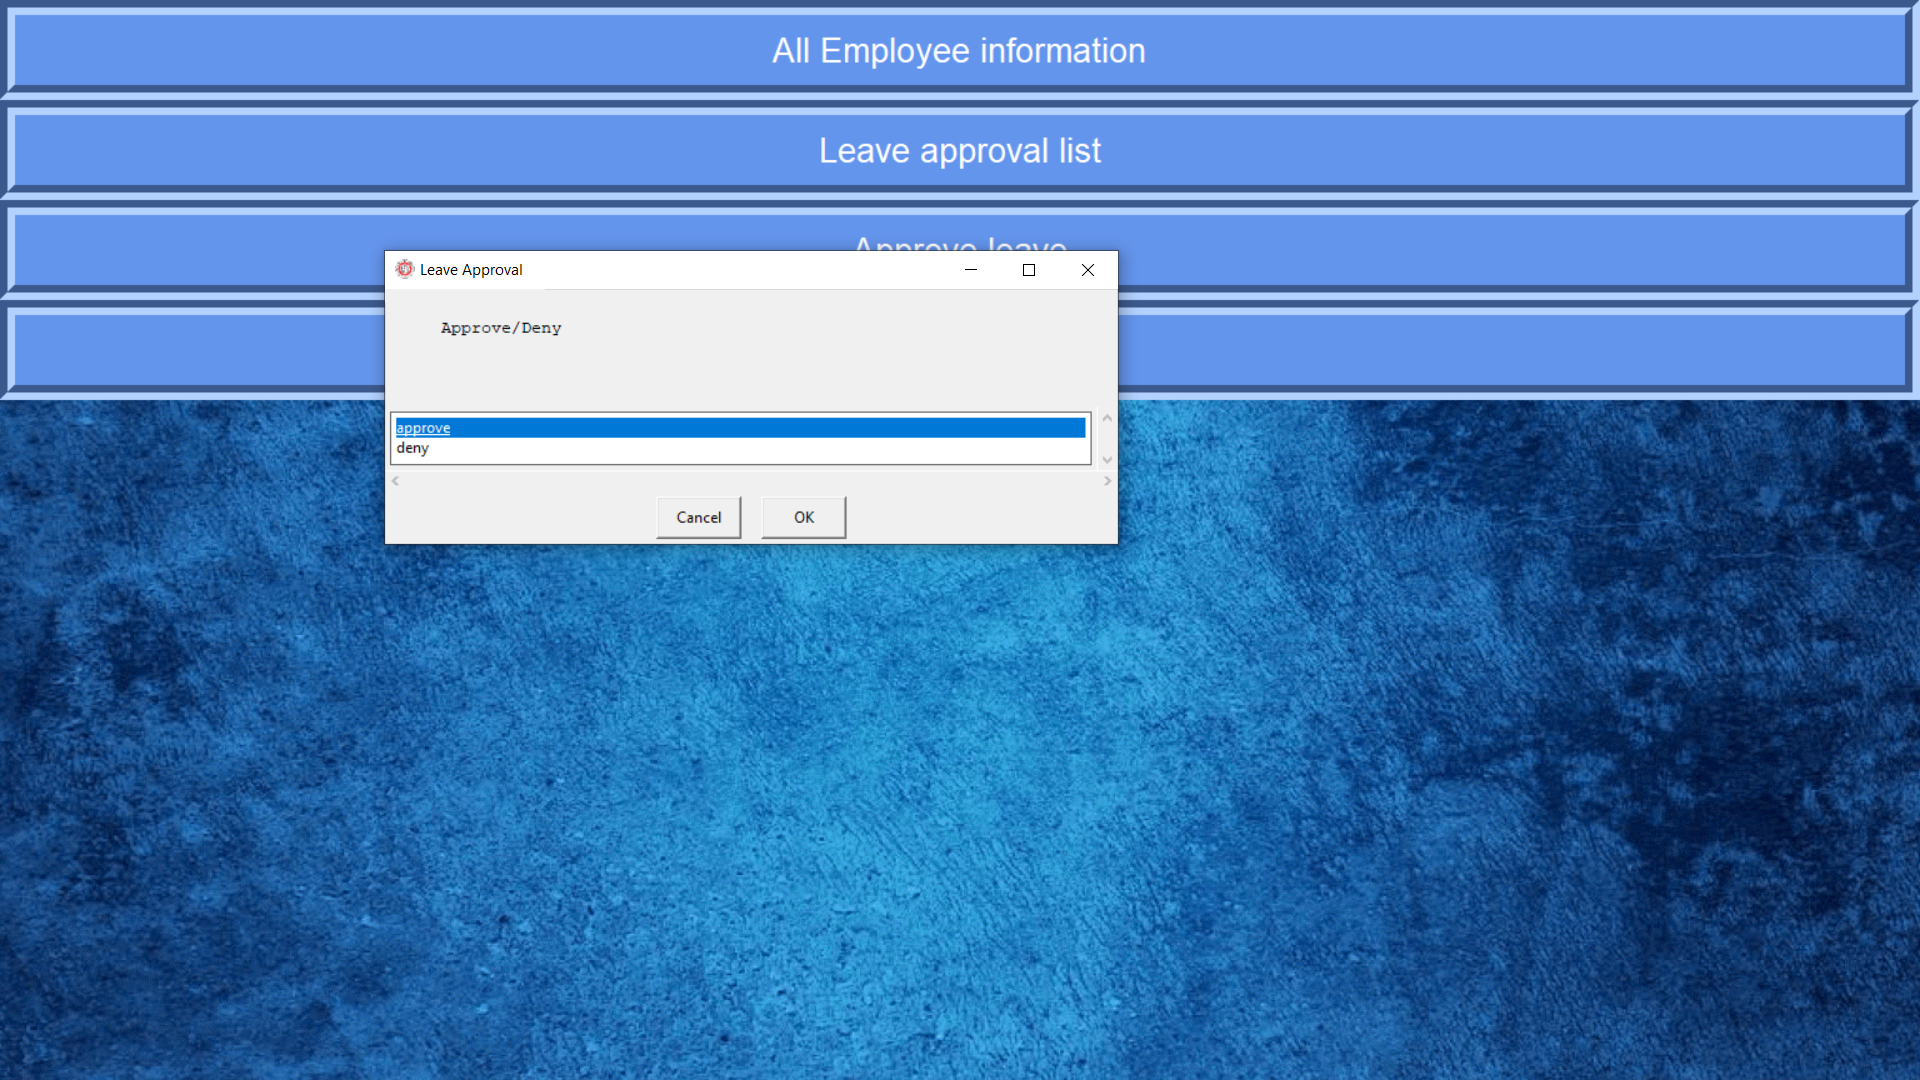 All Employee information
Leave approval list
Approve leave
Leave Approval
Approve/Deny
approve
deny
Cancel
OK